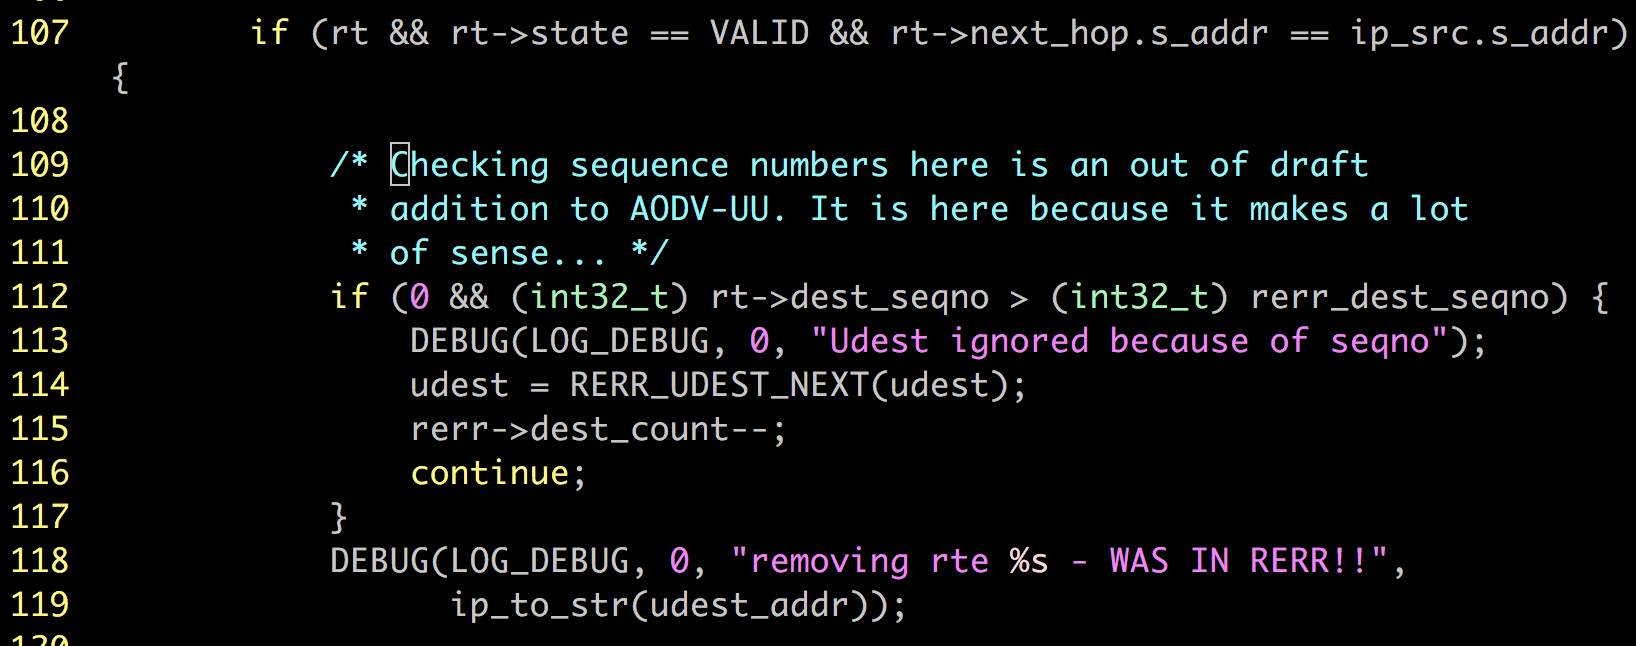 107         if (rt && rt->state == VALID && rt->next_hop.s_addr == ip_src.s_addr)
{
108
109             /* Checking sequence numbers here is an out of draft
110              * addition to AODV-UU. It is here because it makes a lot
111              * of sense... */
112             if (0 && (int32_t) rt->dest_seqno > (int32_t) rerr_dest_seqno) {
113                 DEBUG(LOG_DEBUG, 0, "Udest ignored because of seqno");
114                 udest = RERR_UDEST_NEXT(udest);
115                 rerr->dest_count--;
116                 continue;
117             }
118             DEBUG(LOG_DEBUG, 0, "removing rte %s - WAS IN RERR!!",
119                   ip_to_str(udest_addr));
120